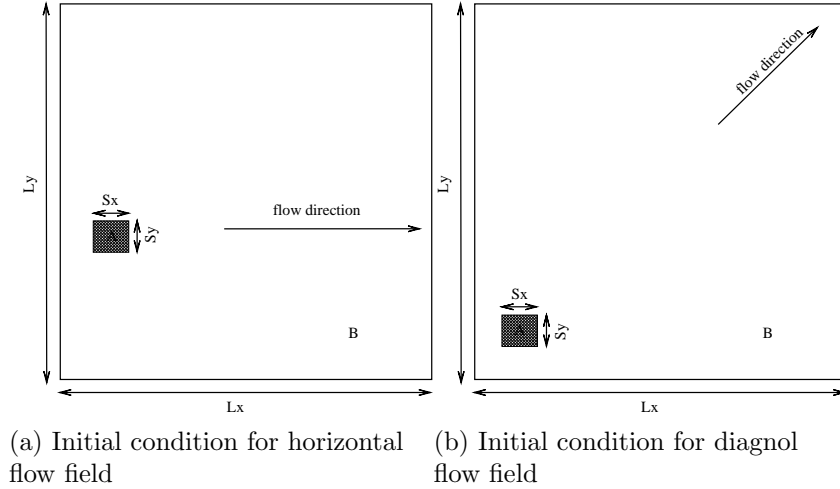 Ly
Sx
A
Sy
flow direction
B
Lx
(a) Initial condition for horizontal
flow field
flow direction
Ly
Sx
A
Sy
B
Lx
(b) Initial condition for diagnol
flow field